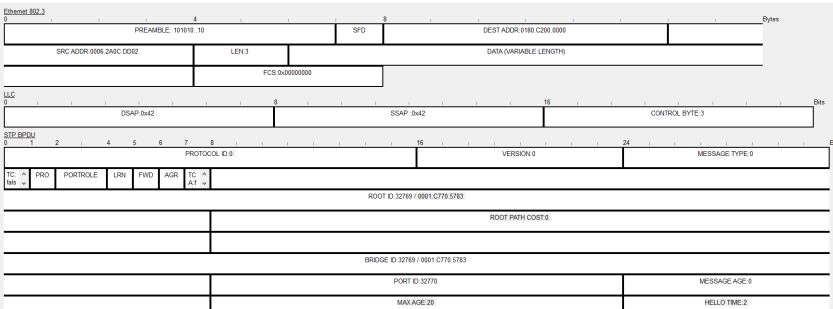 Ethernet 802.3
0 4 8 Bytes
PREAMBLE: 101010..10 SFD DEST ADDR:0180.C200.0000
SRC ADDR:0006.2A0C.DD02 LEN:3 DATA (VARIABLE LENGTH)
FCS:0x00000000
LLC
0 8 16 Bits
DSAP:0x42 SSAP:0x42 CONTROL BYTE:3
STP BPDU
0 1 2 4 5 6 7 8 16 24
PROTOCOL ID:0 VERSION:0 MESSAGE TYPE:0
TC: PRO PORTROLE LRN FWD AGR TC
fals A:f
ROOT ID:32769 / 0001.C770.5783
ROOT PATH COST:0
BRIDGE ID:32769 / 0001.C770.5783
PORT ID:32770 MESSAGE AGE:0
MAX AGE:20 HELLO TIME:2